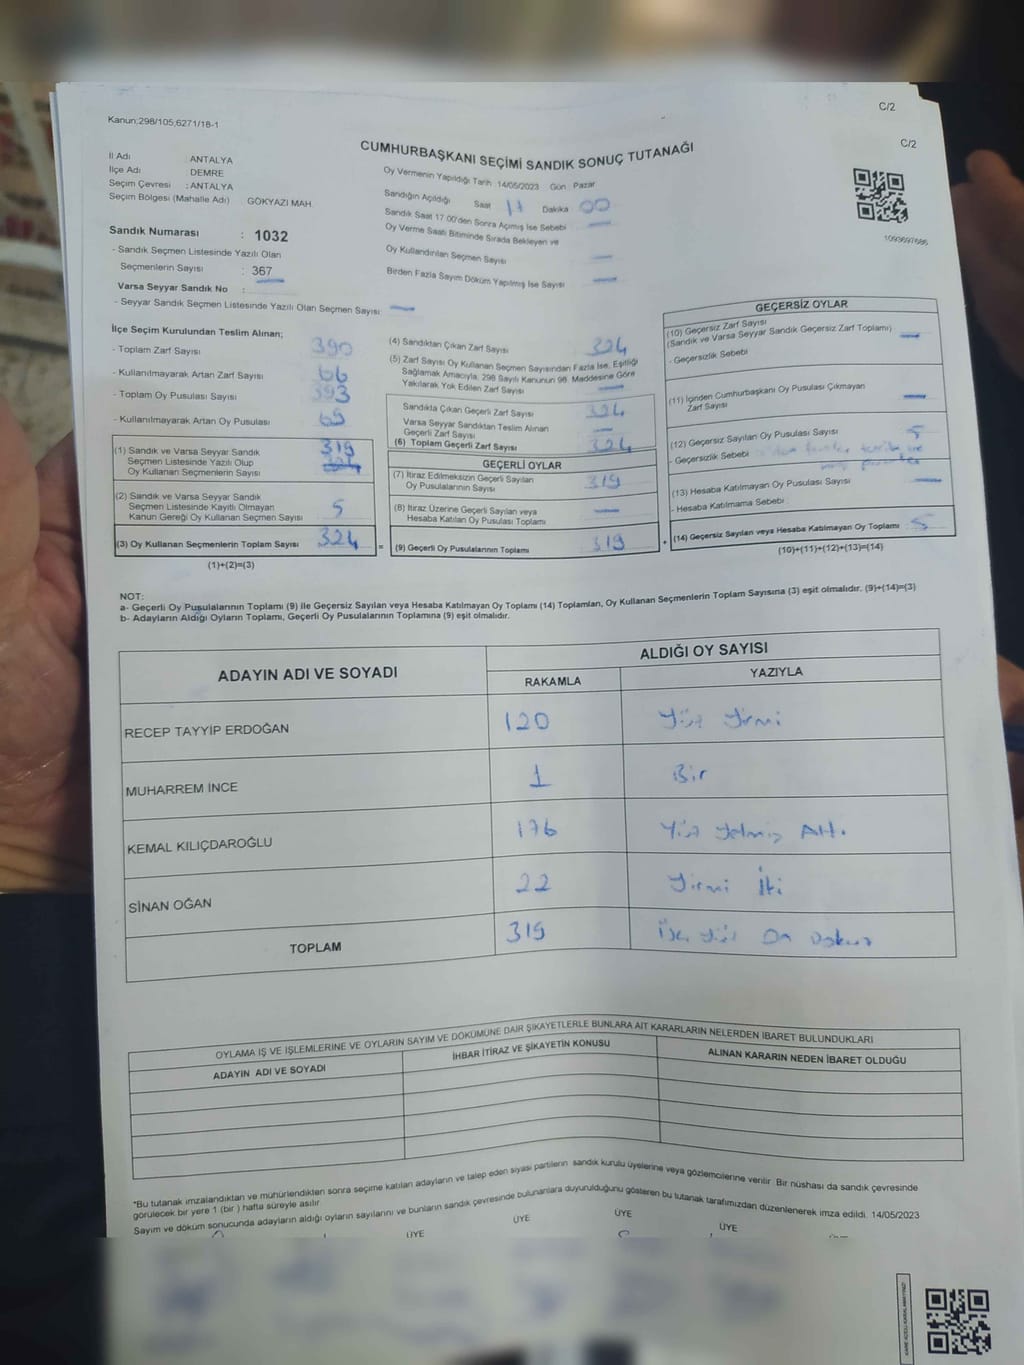 C/2
Kanun:298/105,6271/18-1
C/2
CUMHURBAŞKANI SEÇİMİ SANDIK SONUÇ TUTANAĞI
İl Adı ANTALYA
İlçe Adı DEMRE
Seçim Çevresi : ANTALYA
Seçim Bölgesi (Mahalle Adı) GÖKYAZI MAH.
Sandık Numarası : 1032
- Sandık Seçmen Listesinde Yazılı Olan
Seçmenlerin Sayısı : 367
Varsa Seyyar Sandık No :
- Seyyar Sandık Seçmen Listesinde Yazılı Olan Seçmen Sayısı
Oy Vermenin Yapıldığı Tarih 14/05/2023 Gün Pazar
Sandığın Açıldığı Saat 17 Dakika 00
Sandık Saat 17.00'den Sonra Açımış İse Sebebi
Oy Verme Saati Bitiminde Sırada Bekleyen ve
Oy Kullandırılan Seçmen Sayısı
Birden Fazla Sayım Döküm Yapılmış İse Sayısı
1093697686
İlçe Seçim Kurulundan Teslim Alınan;
- Toplam Zarf Sayısı 390
- Kullanılmayarak Artan Zarf Sayısı 66
- Toplam Oy Pusulası Sayısı 393
- Kullanılmayarak Artan Oy Pusulası 69
(1) Sandık ve Varsa Seyyar Sandık 319
Seçmen Listesinde Yazılı Olup
Oy Kullanan Seçmenlerin Sayısı
(2) Sandık ve Varsa Seyyar Sandık
Seçmen Listesinde Kayıtlı Olmayan 5
Kanun Gereği Oy Kullanan Seçmen Sayısı
(3) Oy Kullanan Seçmenlerin Toplam Sayısı 324
(1)+(2)=(3)
=
(4) Sandıktan Çıkan Zarf Sayısı 324
(5) Zarf Sayısı Oy Kullanan Seçmen Sayısından Fazla İse, Eşitliği
Sağlamak Amacıyla, 298 Sayılı Kanunun 98. Maddesine Göre
Yakılarak Yok Edilen Zarf Sayısı
Sandıkta Çıkan Geçerli Zarf Sayısı 324
Varsa Seyyar Sandıktan Teslim Alınan
Geçerli Zarf Sayısı
(6) Toplam Geçerli Zarf Sayısı 324
GEÇERLİ OYLAR
(7) İtiraz Edilmeksizin Geçerli Sayılan
Oy Pusulalarının Sayısı 319
(8) İtiraz Üzerine Geçerli Sayılan veya
Hesaba Katılan Oy Pusulası Toplamı
(9) Geçerli Oy Pusulalarının Toplamı 319
+
GEÇERSİZ OYLAR
(10) Geçersiz Zarf Sayısı
(Sandık ve Varsa Seyyar Sandık Geçersiz Zarf Toplamı)
- Geçersizlik Sebebi
(11) İçinden Cumhurbaşkanı Oy Pusulası Çıkmayan
Zarf Sayısı
(12) Geçersiz Sayılan Oy Pusulası Sayısı 5
- Geçersizlik Sebebi
(13) Hesaba Katılmayan Oy Pusulası Sayısı
- Hesaba Katılmama Sebebi :
(14) Geçersiz Sayılan veya Hesaba Katılmayan Oy Toplamı 5
(10)+(11)+(12)+(13)=(14)
NOT:
a- Geçerli Oy Pusulalarının Toplamı (9) ile Geçersiz Sayılan veya Hesaba Katılmayan Oy Toplamı (14) Toplamları, Oy Kullanan Seçmenlerin Toplam Sayısına (3) eşit olmalıdır. (9)+(14)=(3)
b- Adayların Aldığı Oyların Toplamı, Geçerli Oy Pusulalarının Toplamına (9) eşit olmalıdır.
ADAYIN ADI VE SOYADI
ALDIĞI OY SAYISI
RAKAMLA YAZIYLA
RECEP TAYYİP ERDOĞAN 120 Yüz Yirmi
MUHARREM İNCE 1 Bir
KEMAL KILIÇDAROĞLU 176 Yüz Yetmiş Altı
SİNAN OĞAN 22 Yirmi İki
TOPLAM 319 Üç Yüz On Dokuz
OYLAMA İŞ VE İŞLEMLERİNE VE OYLARIN SAYIM VE DÖKÜMÜNE DAİR ŞİKAYETLERLE BUNLARA AİT KARARLARIN NELERDEN İBARET BULUNDUKLARI
ADAYIN ADI VE SOYADI İHBAR İTİRAZ VE ŞİKAYETİN KONUSU ALINAN KARARIN NEDEN İBARET OLDUĞU
*Bu tutanak imzalandıktan ve mühürlendikten sonra seçime katılan adayların ve talep eden siyasi partilerin sandık kurulu üyelerine veya gözlemcilerine verilir Bir nüshası da sandık çevresinde
görülecek bir yere 1 (bir ) hafta süreyle asılır
Sayım ve döküm sonucunda adayların aldığı oyların sayılarını ve bunların sandık çevresinde bulunanlara duyurulduğunu gösteren bu tutanak tarafımızdan düzenlenerek imza edildi. 14/05/2023
ÜYE ÜYE ÜYE ÜYE